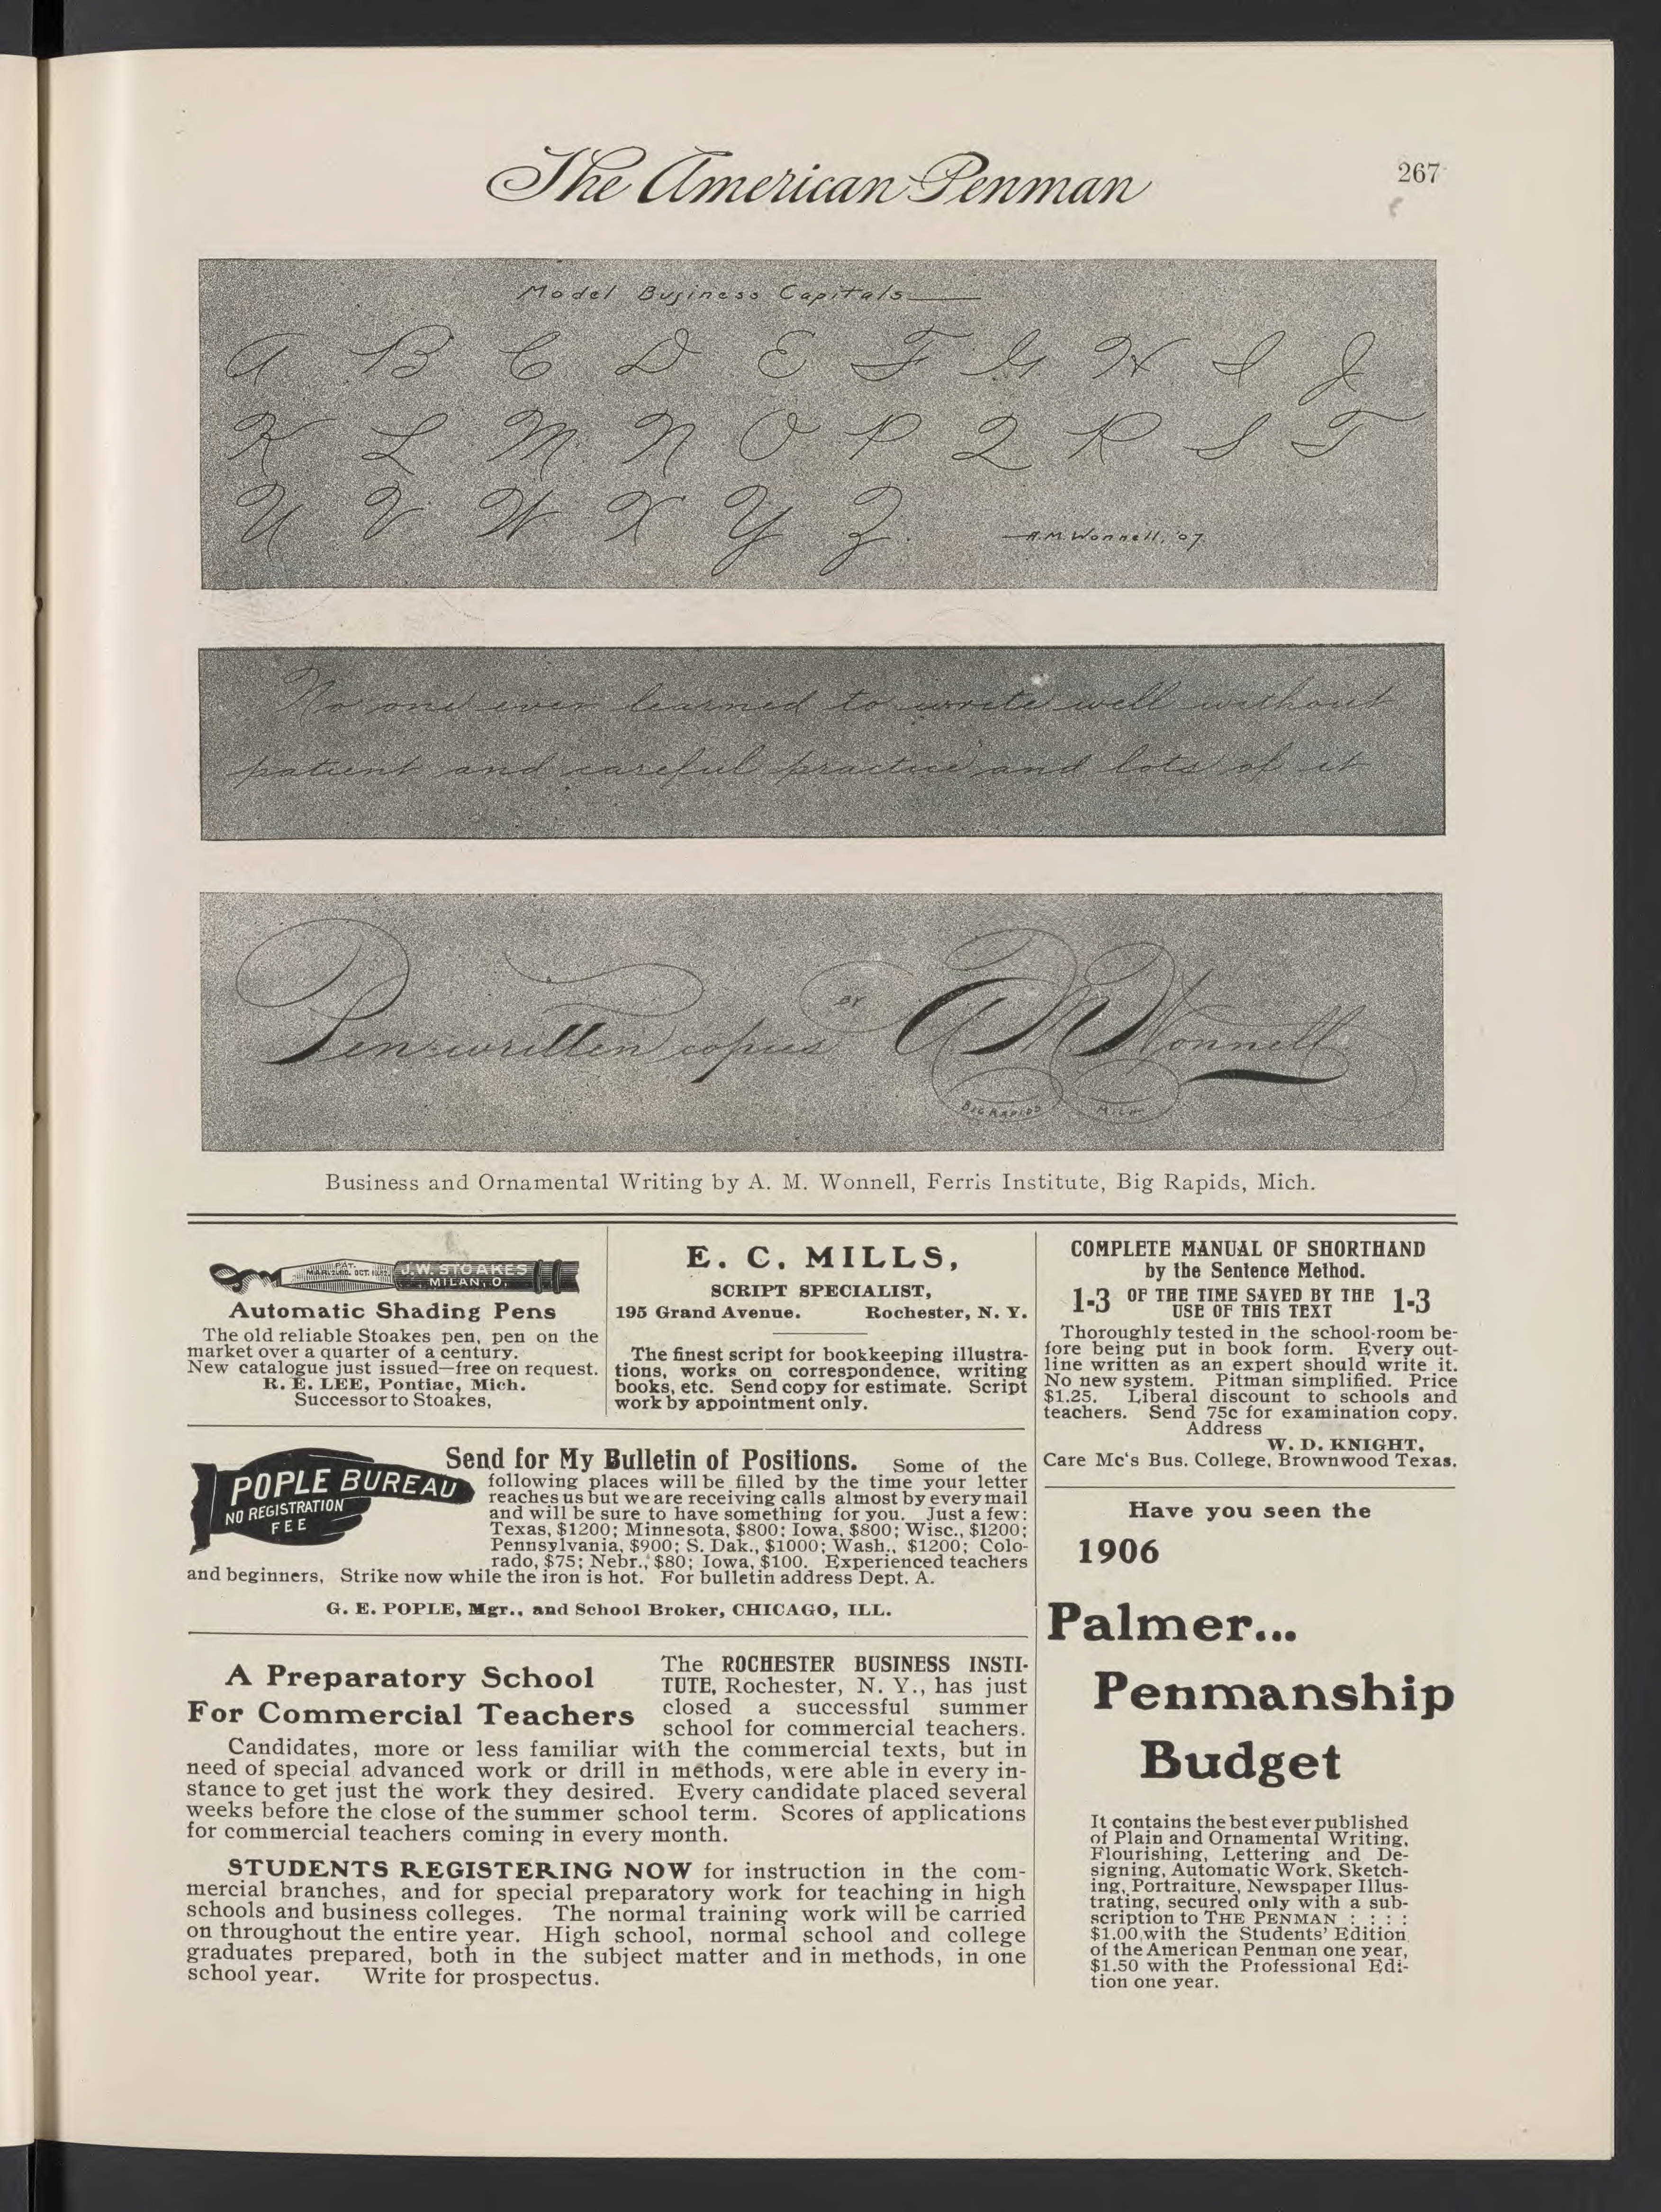 The American Penman
267
Model Business Capitals
A B C D E F G H I J
K L M N O P Q R S T
U V W X Y Z
A. M. Wonnell, '07.
No one ever learned to write well without
patient and careful practice and lots of it
Penwritten copies BY A M Wonnell
BIG RAPIDS MICH
Business and Ornamental Writing by A. M. Wonnell, Ferris Institute, Big Rapids, Mich.
PAT.
J. W. STOAKES
MILAN, O.
Automatic Shading Pens
The old reliable Stoakes pen, pen on the
market over a quarter of a century.
New catalogue just issued—free on request.
R. E. LEE, Pontiac, Mich.
Successor to Stoakes,
E. C. MILLS,
SCRIPT SPECIALIST,
195 Grand Avenue. Rochester, N. Y.
The finest script for bookkeeping illustra-
tions, works on correspondence, writing
books, etc. Send copy for estimate. Script
work by appointment only.
COMPLETE MANUAL OF SHORTHAND
by the Sentence Method.
1-3 OF THE TIME SAVED BY THE 1-3
USE OF THIS TEXT
Thoroughly tested in the school-room be-
fore being put in book form. Every out-
line written as an expert should write it.
No new system. Pitman simplified. Price
$1.25. Liberal discount to schools and
teachers. Send 75c for examination copy.
Address
W. D. KNIGHT,
Care Mc's Bus. College, Brownwood Texas.
POPLE BUREAU
NO REGISTRATION
FEE
Send for My Bulletin of Positions. Some of the
following places will be filled by the time your letter
reaches us but we are receiving calls almost by every mail
and will be sure to have something for you. Just a few:
Texas, $1200; Minnesota, $800: Iowa, $800; Wisc., $1200;
Pennsylvania, $900; S. Dak., $1000; Wash., $1200; Colo-
rado, $75; Nebr., $80; Iowa, $100. Experienced teachers
and beginners, Strike now while the iron is hot. For bulletin address Dept. A.
G. E. POPLE, Mgr., and School Broker, CHICAGO, ILL.
A Preparatory School
For Commercial Teachers
The ROCHESTER BUSINESS INSTI-
TUTE, Rochester, N. Y., has just
closed a successful summer
school for commercial teachers.
Candidates, more or less familiar with the commercial texts, but in
need of special advanced work or drill in methods, were able in every in-
stance to get just the work they desired. Every candidate placed several
weeks before the close of the summer school term. Scores of applications
for commercial teachers coming in every month.
STUDENTS REGISTERING NOW for instruction in the com-
mercial branches, and for special preparatory work for teaching in high
schools and business colleges. The normal training work will be carried
on throughout the entire year. High school, normal school and college
graduates prepared, both in the subject matter and in methods, in one
school year. Write for prospectus.
Have you seen the
1906
Palmer...
Penmanship
Budget
It contains the best ever published
of Plain and Ornamental Writing,
Flourishing, Lettering and De-
signing, Automatic Work, Sketch-
ing, Portraiture, Newspaper Illus-
trating, secured only with a sub-
scription to THE PENMAN : : : :
$1.00 with the Students' Edition
of the American Penman one year,
$1.50 with the Professional Edi-
tion one year.